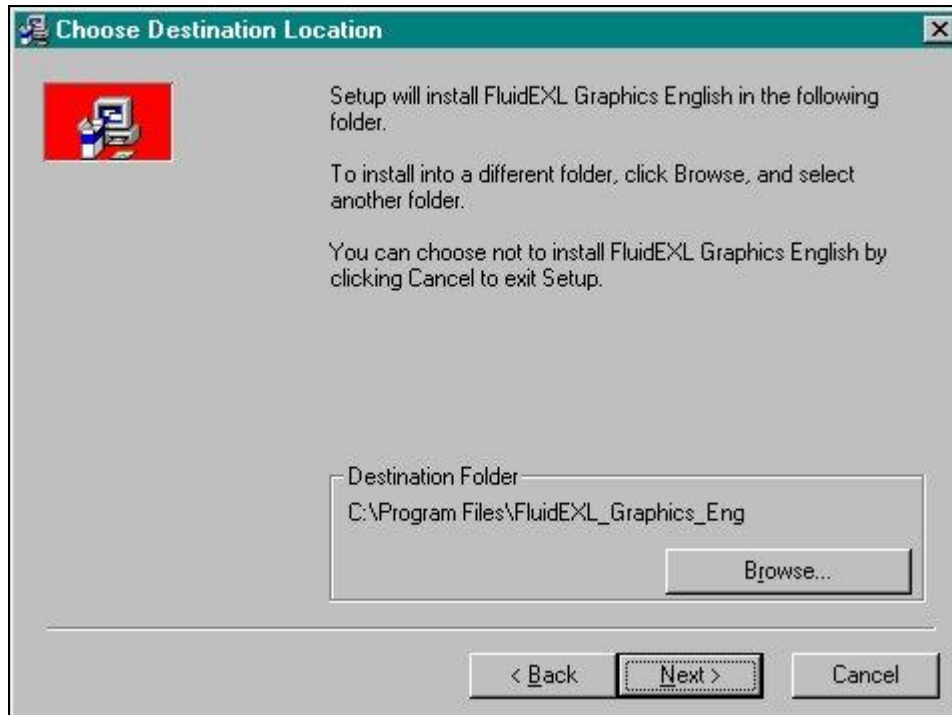 Choose Destination Location
Setup will install FluidEXL Graphics English in the following
folder.
To install into a different folder, click Browse, and select
another folder.
You can choose not to install FluidEXL Graphics English by
clicking Cancel to exit Setup.
Destination Folder
C:\Program Files\FluidEXL_Graphics_Eng
Browse...
< Back
Next >
Cancel